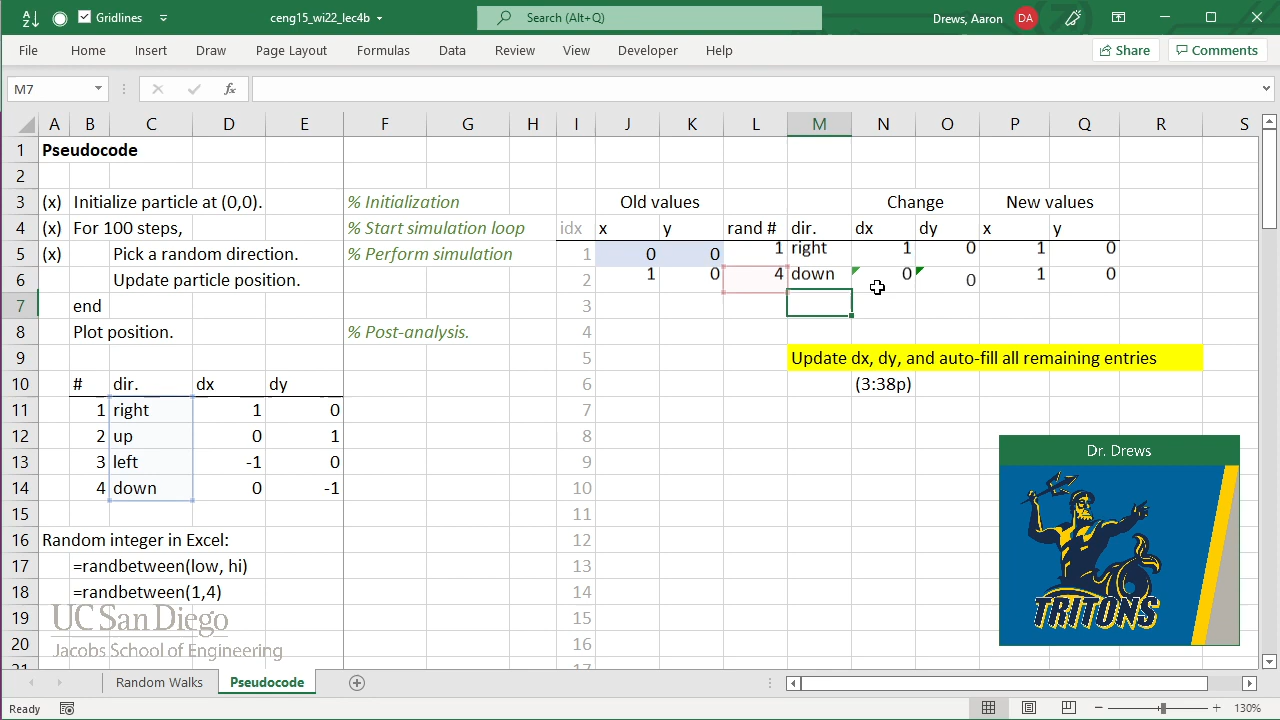 Gridlines ceng15_wi22_lec4b Search (Alt+Q) Drews, Aaron DA
File Home Insert Draw Page Layout Formulas Data Review View Developer Help Share Comments
M7 fx
A B C D E F G H I J K L M N O P Q R S
1 Pseudocode
2
3 (x) Initialize particle at (0,0). % Initialization Old values Change New values
4 (x) For 100 steps, % Start simulation loop idx x y rand # dir. dx dy x y
5 (x) Pick a random direction. % Perform simulation 1 0 0 1 right 1 0 1 0
6 Update particle position. 2 1 0 4 down 0 0 1 0
7 end 3
8 Plot position. % Post-analysis. 4
9 5 Update dx, dy, and auto-fill all remaining entries
10 # dir. dx dy 6 (3:38p)
11 1 right 1 0 7
12 2 up 0 1 8
13 3 left -1 0 9
14 4 down 0 -1 10
15 11
16 Random integer in Excel: 12
17 =randbetween(low, hi) 13
18 =randbetween(1,4) 14
19 15
20 16
21 17
UC San Diego
Jacobs School of Engineering
Dr. Drews
TRITONS
Random Walks Pseudocode
Ready 130%